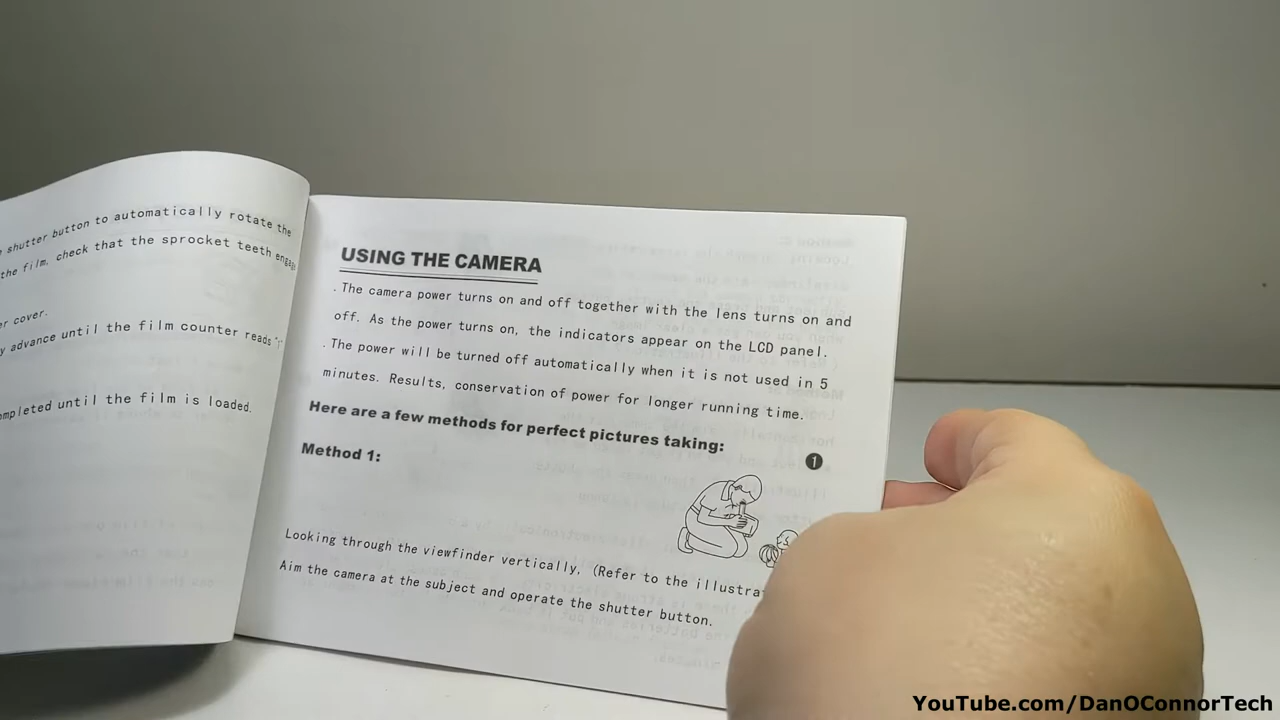 shutter button to automatically rotate the
the film, check that the sprocket teeth
er cover.
y advance until the film counter reads "1"
ompleted until the film is loaded.
USING THE CAMERA
. The camera power turns on and off together with the lens turns on and
off. As the power turns on, the indicators appear on the LCD panel.
. The power will be turned off automatically when it is not used in 5
minutes. Results, conservation of power for longer running time.
Here are a few methods for perfect pictures taking:
Method 1:
1
Looking through the viewfinder vertically, (Refer to the illustra
Aim the camera at the subject and operate the shutter button.
YouTube.com/DanOConnorTech